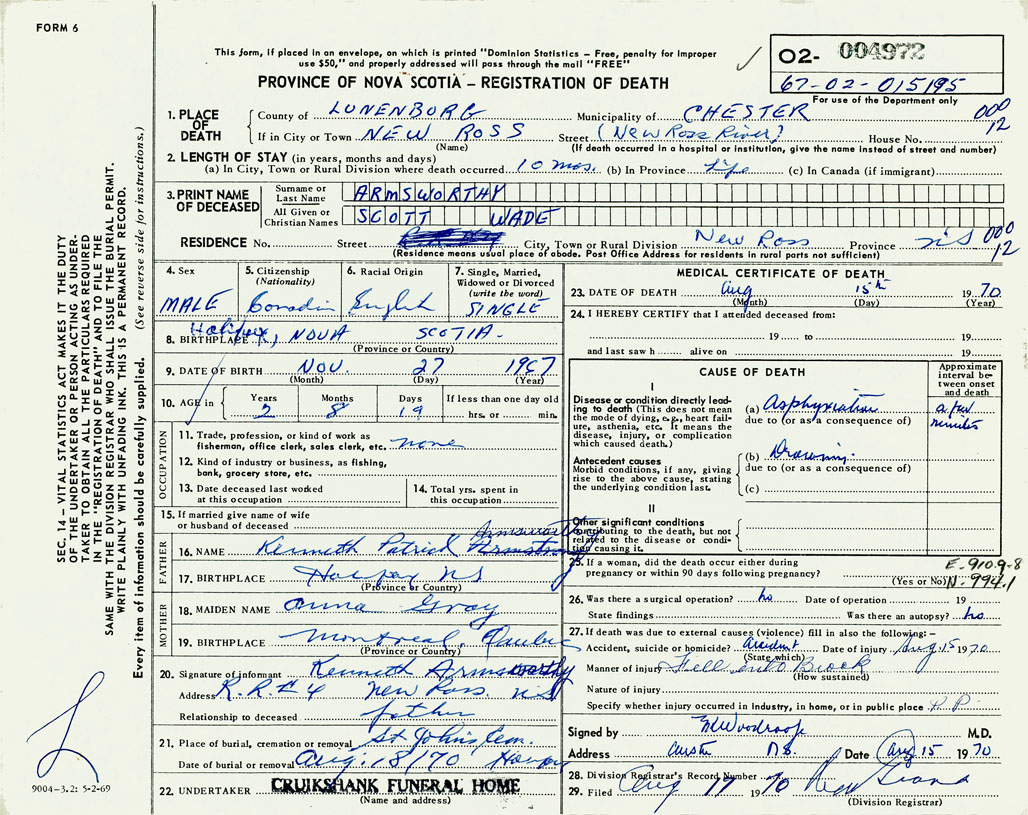 FORM 6
This form, if placed in an envelope, on which is printed "Dominion Statistics – Free, penalty for improper
use $50," and properly addressed will pass through the mail "FREE"
PROVINCE OF NOVA SCOTIA – REGISTRATION OF DEATH
02- 004972
67-02-015195
For use of the Department only
1. PLACE OF DEATH
County of LUNENBURG Municipality of CHESTER 000
If in City or Town NEW ROSS Street (New Ross River) House No. 12
(Name) (If death occurred in a hospital or institution, give the name instead of street and number)
2. LENGTH OF STAY (in years, months and days)
(a) In City, Town or Rural Division where death occurred 10 mos. (b) In Province Life (c) In Canada (if immigrant)
3. PRINT NAME OF DECEASED
Surname or Last Name ARMSWORTHY
All Given or Christian Names SCOTT WADE
RESIDENCE No. Street City, Town or Rural Division New Ross Province NS 000 12
(Residence means usual place of abode. Post Office Address for residents in rural parts not sufficient)
4. Sex MALE
5. Citizenship (Nationality) Canadian
6. Racial Origin English
7. Single, Married, Widowed or Divorced (write the word) SINGLE
8. BIRTHPLACE Halifax, NOVA SCOTIA.
(Province or Country)
9. DATE OF BIRTH NOV. 27 1967
(Month) (Day) (Year)
10. AGE in Years 2 Months 8 Days 19 If less than one day old hrs. or min.
OCCUPATION
11. Trade, profession, or kind of work as
fisherman, office clerk, sales clerk, etc. none
12. Kind of industry or business, as fishing,
bank, grocery store, etc.
13. Date deceased last worked
at this occupation
14. Total yrs. spent in
this occupation
15. If married give name of wife
or husband of deceased
FATHER
16. NAME Kenneth Patrick Armstrong Armsworthy
17. BIRTHPLACE Halifax NS
(Province or Country)
MOTHER
18. MAIDEN NAME Anna Gray
19. BIRTHPLACE Montreal, Quebec
(Province or Country)
20. Signature of informant Kenneth Armsworthy
Address R.R.#4 New Ross NS
Relationship to deceased father
21. Place of burial, cremation or removal St Johns Cem.
Date of burial or removal Aug. 18/70 Halifax
22. UNDERTAKER CRUIKSHANK FUNERAL HOME
(Name and address)
MEDICAL CERTIFICATE OF DEATH
23. DATE OF DEATH Aug 15th 1970
(Month) (Day) (Year)
24. I HEREBY CERTIFY that I attended deceased from:
19 to 19
and last saw h alive on 19
CAUSE OF DEATH
Approximate interval between onset and death
I
Disease or condition directly leading to death (This does not mean the mode of dying, e.g., heart failure, asthenia, etc. It means the disease, injury, or complication which caused death.)
(a) Asphyxiation a few minutes
due to (or as a consequence of)
Antecedent causes
Morbid conditions, if any, giving rise to the above cause, stating the underlying condition last.
(b) Drowning.
due to (or as a consequence of)
(c)
II
Other significant conditions
contributing to the death, but not related to the disease or condition causing it.
25. If a woman, did the death occur either during
pregnancy or within 90 days following pregnancy? (Yes or No)
E-910.9-8
N.994.1
26. Was there a surgical operation? no Date of operation 19
State findings Was there an autopsy? no
27. If death was due to external causes (violence) fill in also the following:–
Accident, suicide or homicide? accident Date of injury Aug 15 1970
(State which)
Manner of injury Fell into Brook
(How sustained)
Nature of injury
Specify whether injury occurred in industry, in home, or in public place P.P.
Signed by M.D.
Address N.S. Date Aug 15 1970
28. Division Registrar's Record Number
29. Filed Aug 17 1970
(Division Registrar)
SEC. 14 – VITAL STATISTICS ACT MAKES IT THE DUTY
OF THE UNDERTAKER OR PERSON ACTING AS UNDER-
TAKER TO OBTAIN ALL THE PARTICULARS REQUIRED
IN THE "REGISTRATION OF DEATH" AND TO FILE THE
SAME WITH THE DIVISION REGISTRAR WHO SHALL ISSUE THE BURIAL PERMIT.
WRITE PLAINLY WITH UNFADING INK. THIS IS A PERMANENT RECORD.
Every item of information should be carefully supplied. (See reverse side for instructions.)
9004-3.2: 5-2-69